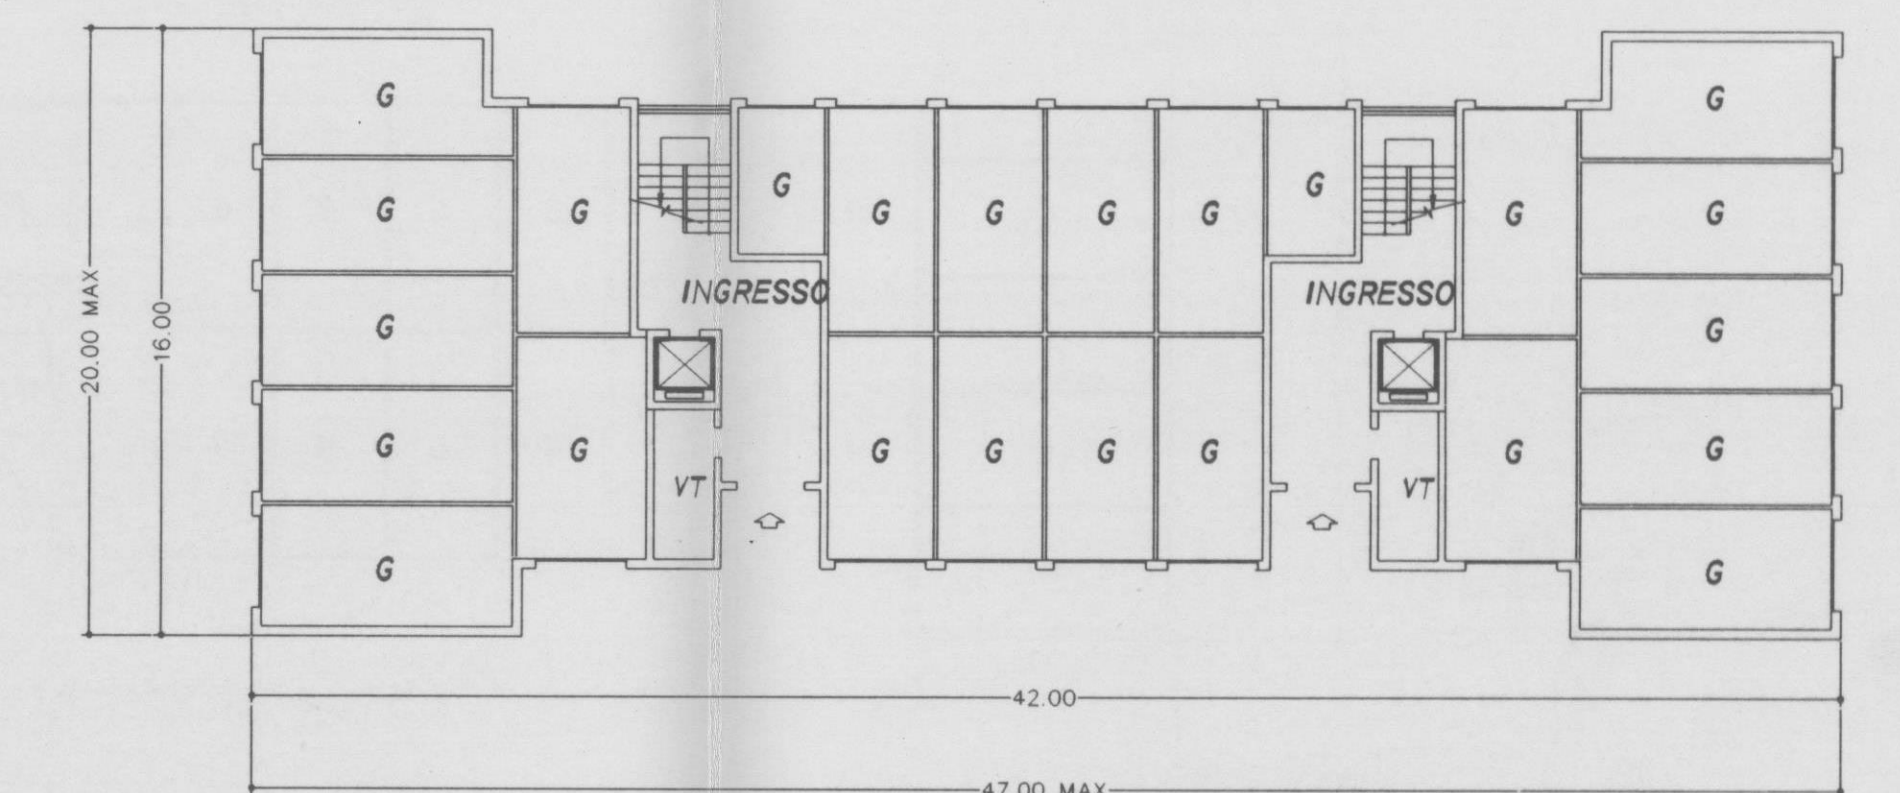 G G
G G G G G G G G
G G G G
INGRESSO INGRESSO
20.00 MAX
16.00
G G
G G G G G G G G
VT VT
G G
42.00
47.00 MAX